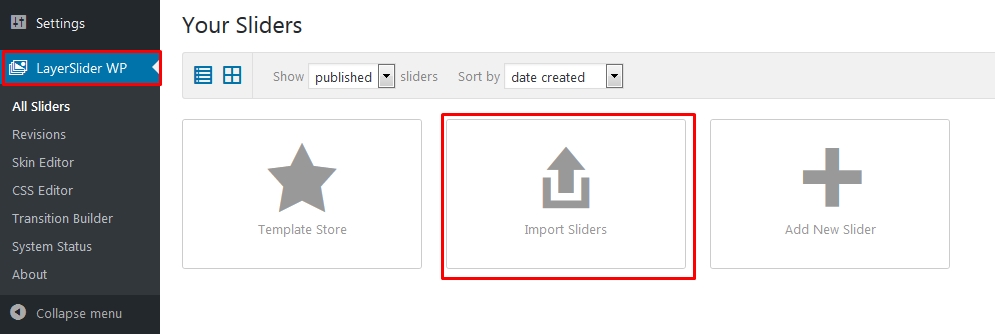 Settings
LayerSlider WP
All Sliders
Revisions
Skin Editor
CSS Editor
Transition Builder
System Status
About
Collapse menu
Your Sliders
Show published sliders Sort by date created
Template Store
Import Sliders
Add New Slider